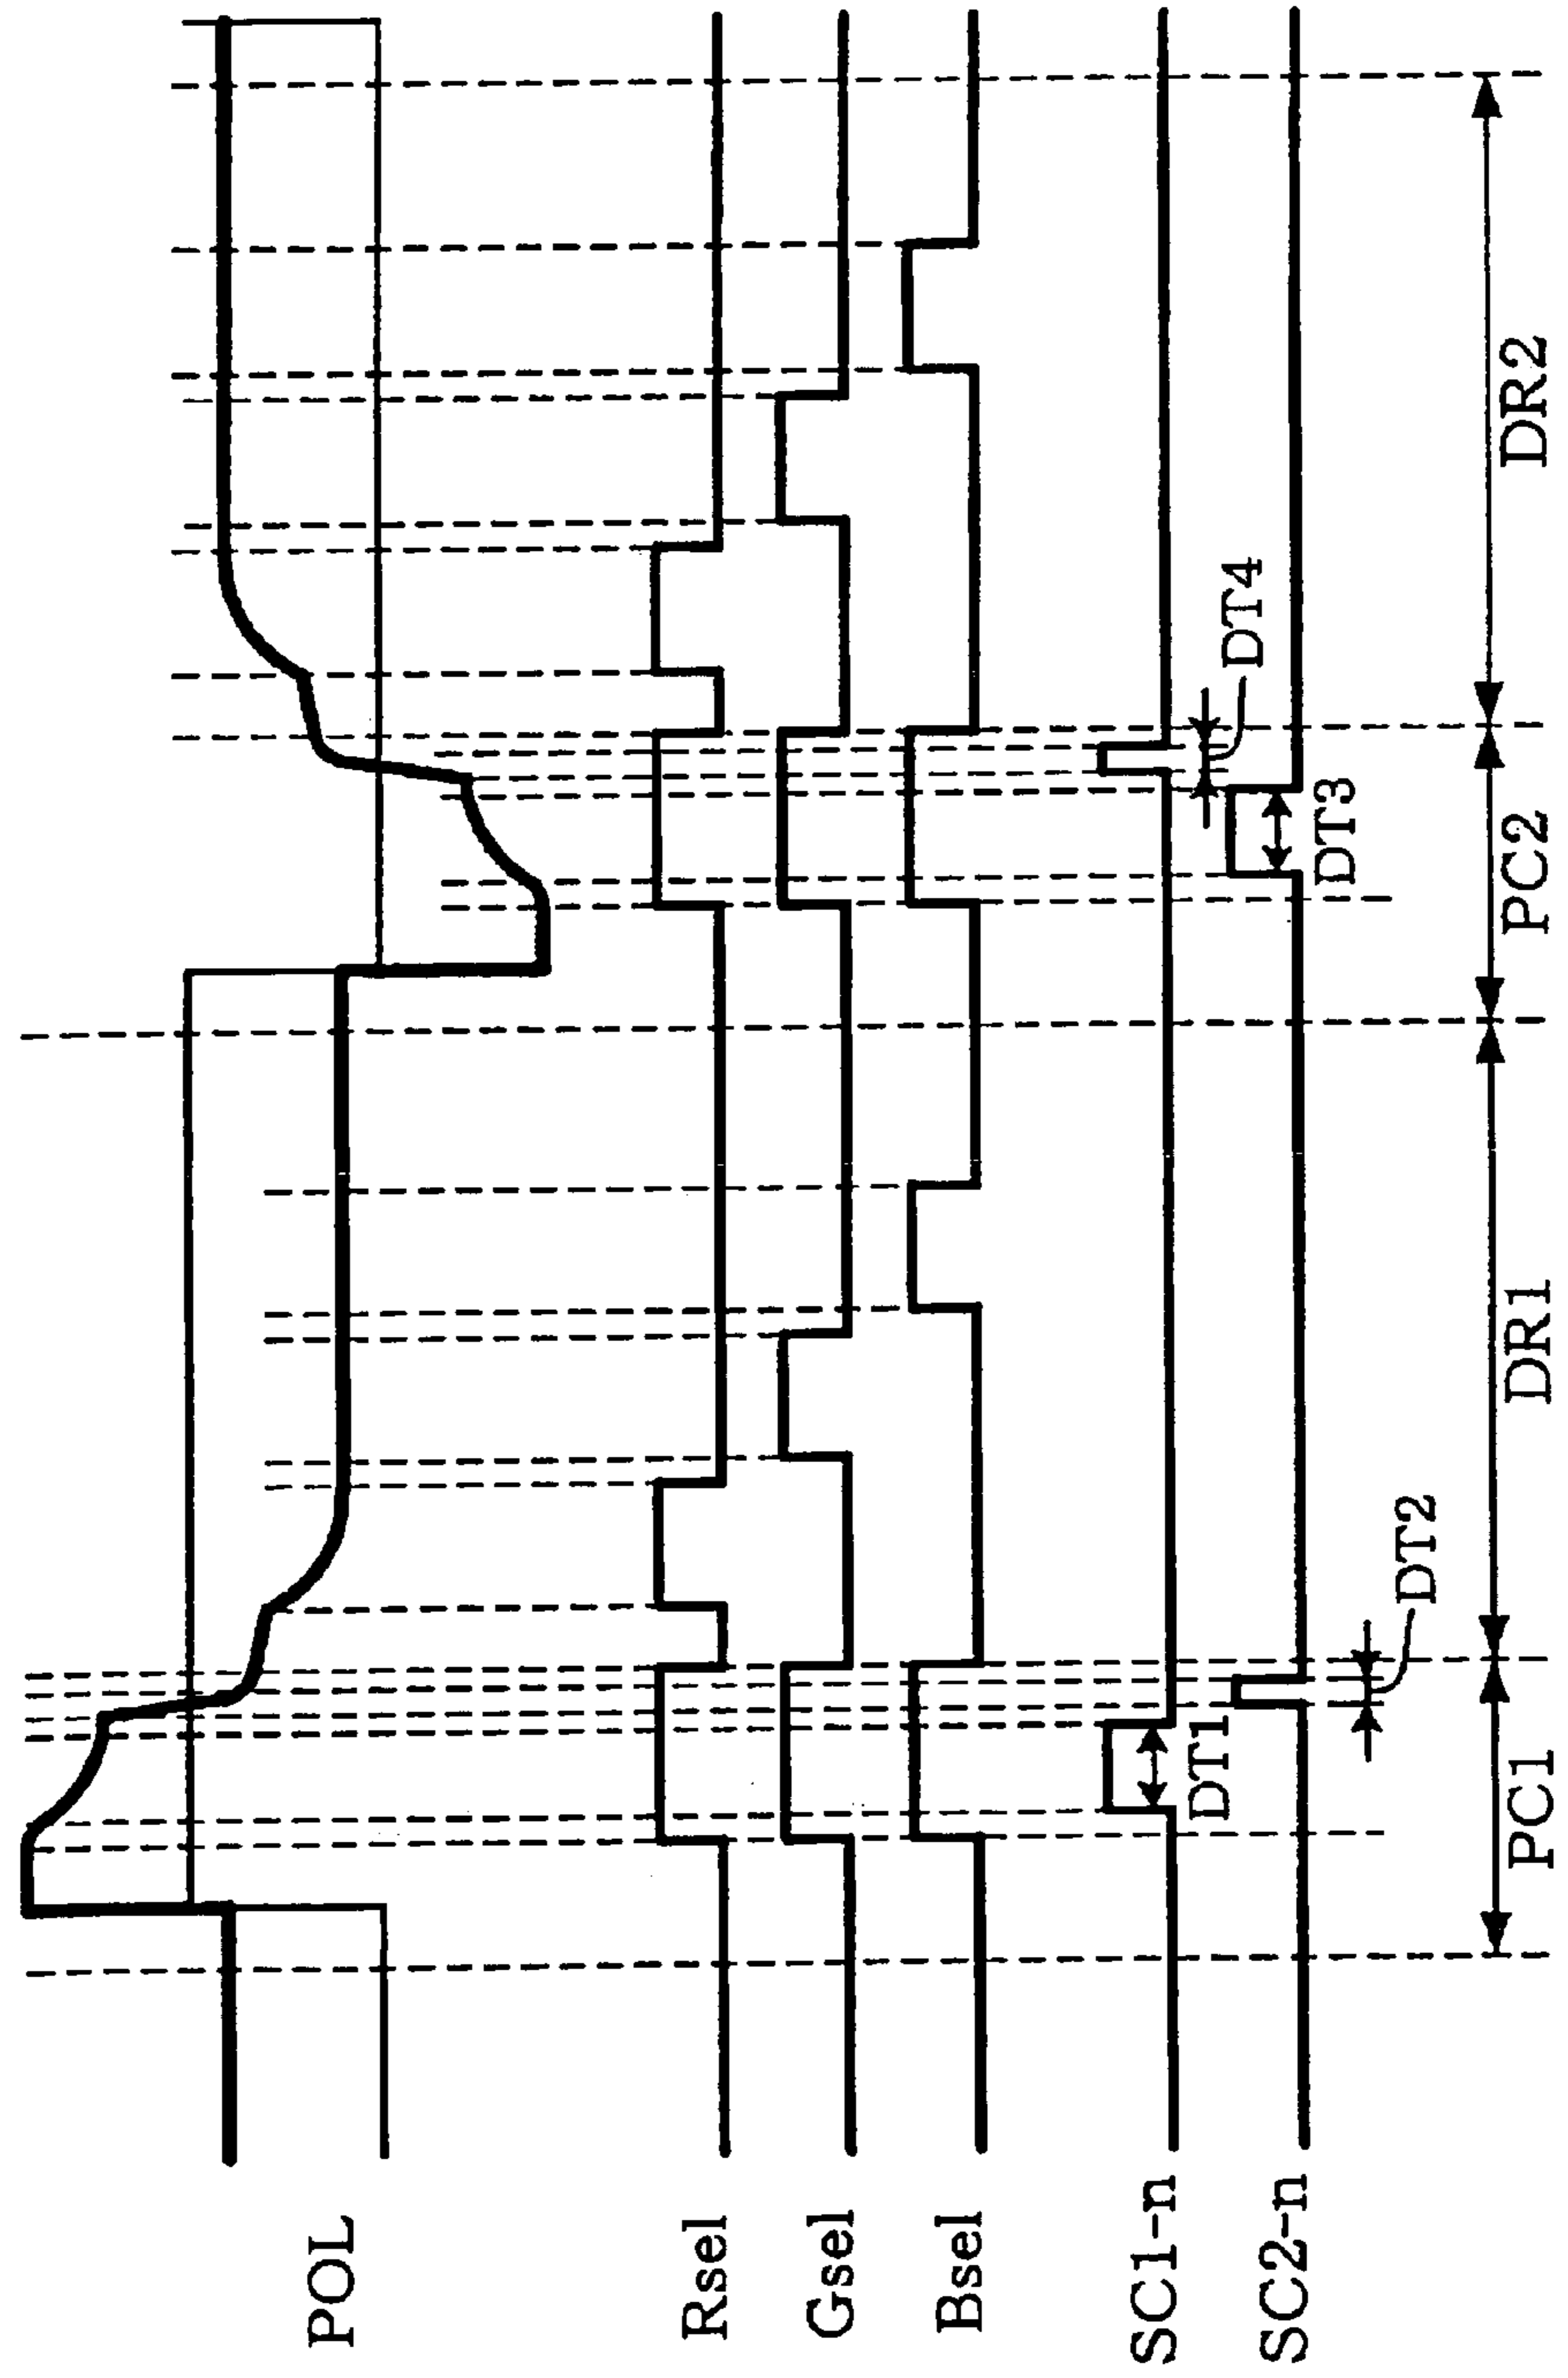 POL
Rsel
Gsel
Bsel
SC1-n
SC2-n
DT1
DT2
DT3
DT4
PC1
DR1
PC2
DR2